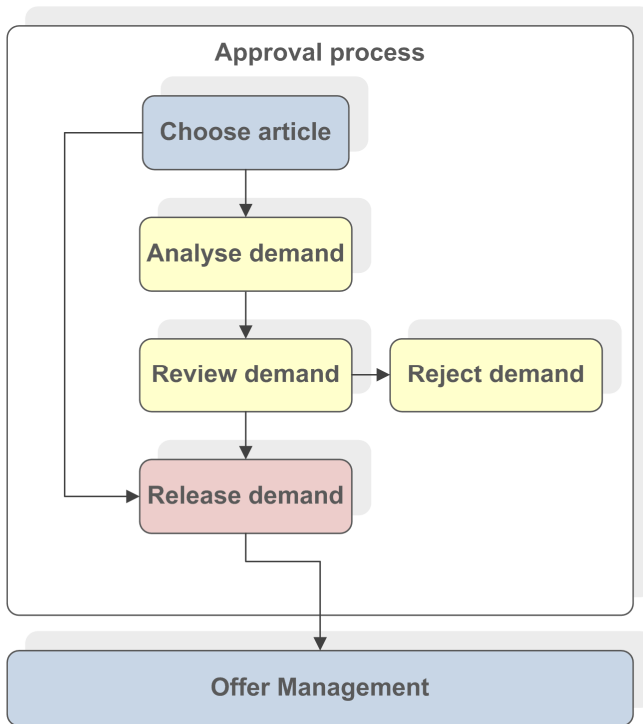 Approval process
Choose article
Analyse demand
Review demand
Reject demand
Release demand
Offer Management